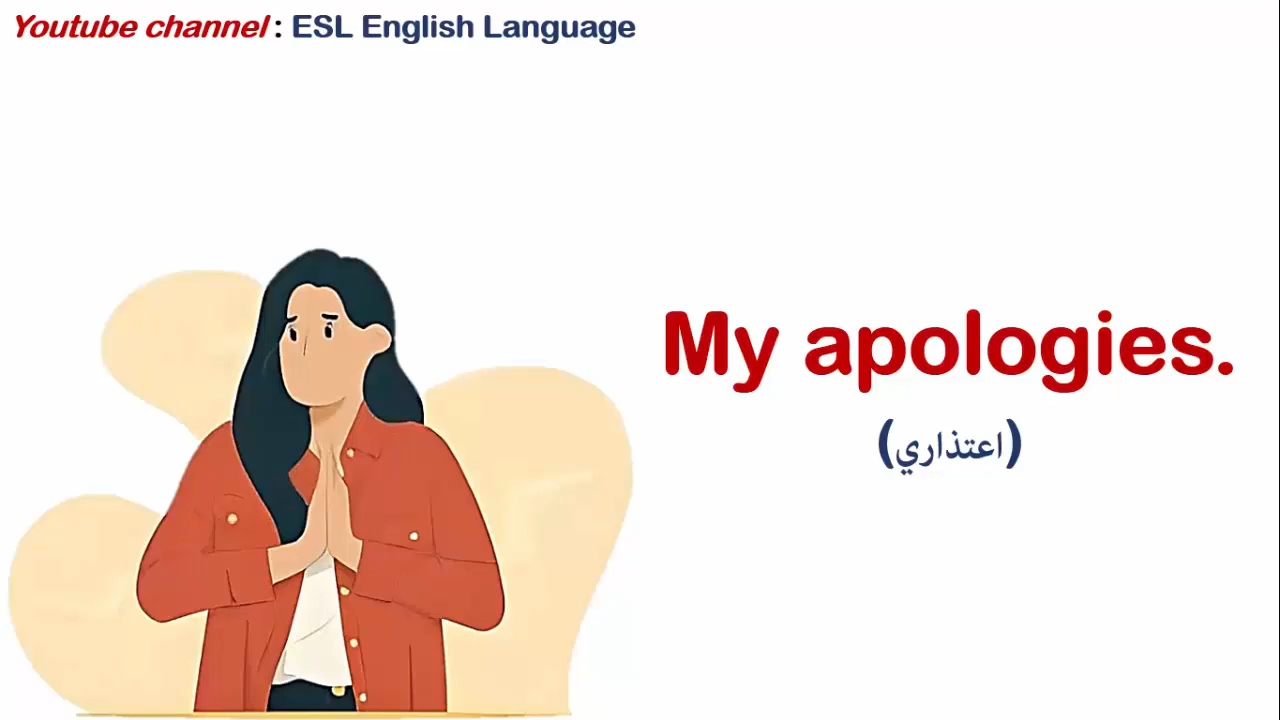 Youtube channel : ESL English Language
My apologies.
(اعتذاري)